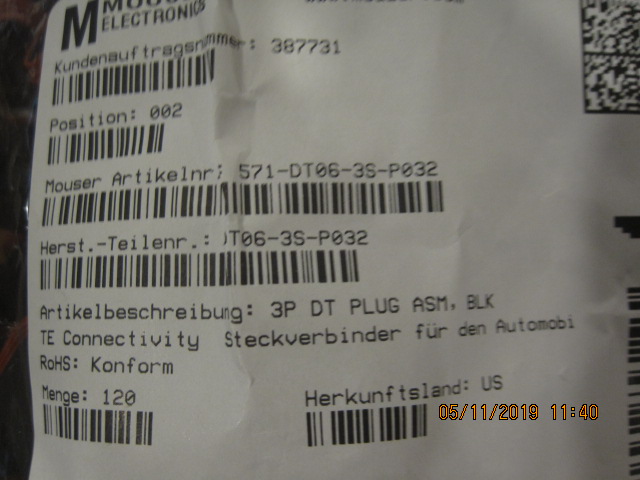 MOUSER
ELECTRONICS
Kundenauftragsnummer: 387731
Position: 002
Mouser Artikelnr: 571-DT06-3S-P032
Herst.-Teilenr.: DT06-3S-P032
Artikelbeschreibung: 3P DT PLUG ASM, BLK
TE Connectivity Steckverbinder für den Automobi
RoHS: Konform
Menge: 120
Herkunftsland: US
05/11/2019 11:40